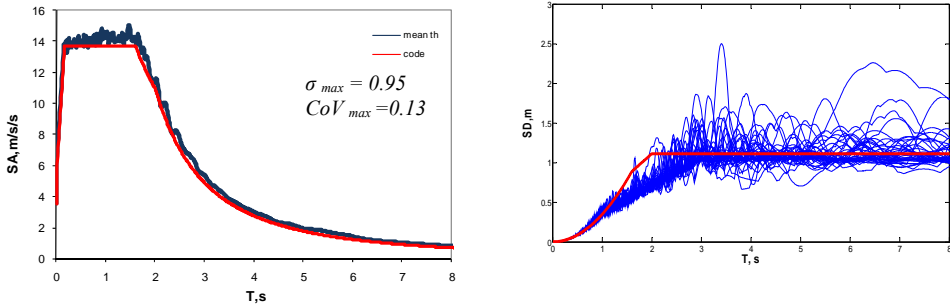 SA,m/s/s
16
14
12
10
8
6
4
2
0
mean th
code
σ max = 0.95
CoV max =0.13
0 1 2 3 4 5 6 7 8
T,s
SD,m
3
2.5
2
1.5
1
0.5
0
0 1 2 3 4 5 6 7 8
T, s